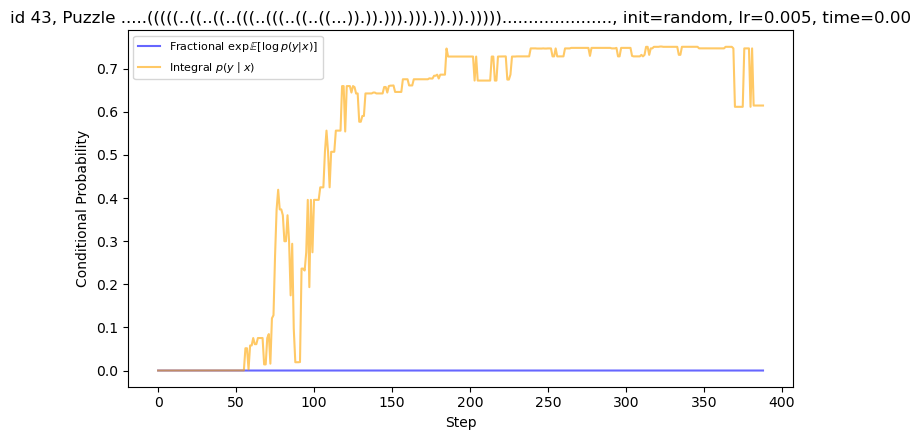 id 43, Puzzle .....(((((..((..((..(((..(((..((..((...)).)).))).))).)).)).)))))....................., init=random, lr=0.005, time=0.00
Fractional exp𝔼[log p(y|x)]
Integral p(y | x)
Conditional Probability
0.7
0.6
0.5
0.4
0.3
0.2
0.1
0.0
0 50 100 150 200 250 300 350 400
Step